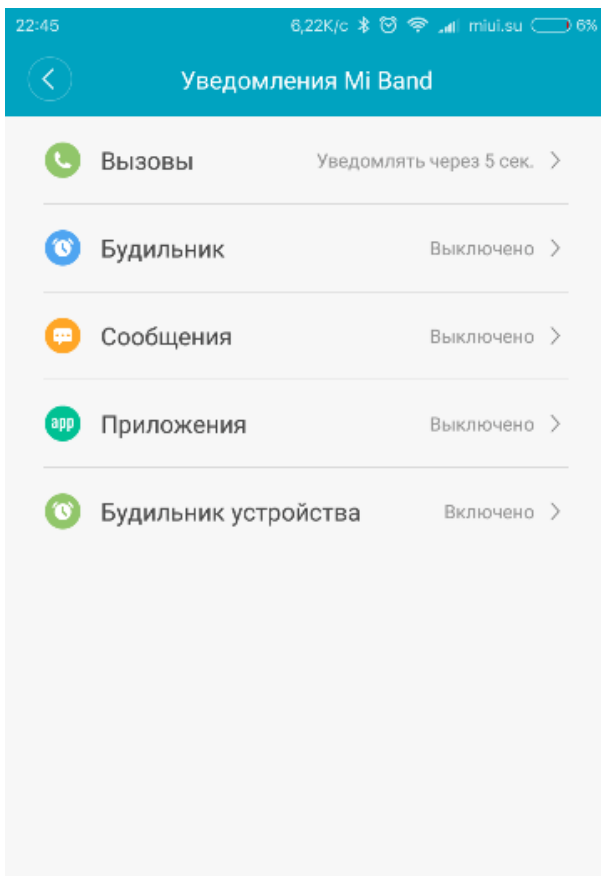 22:45 6,22K/c miui.su 6%
Уведомления Mi Band
Вызовы Уведомлять через 5 сек.
Будильник Выключено
Сообщения Выключено
app Приложения Выключено
Будильник устройства Включено